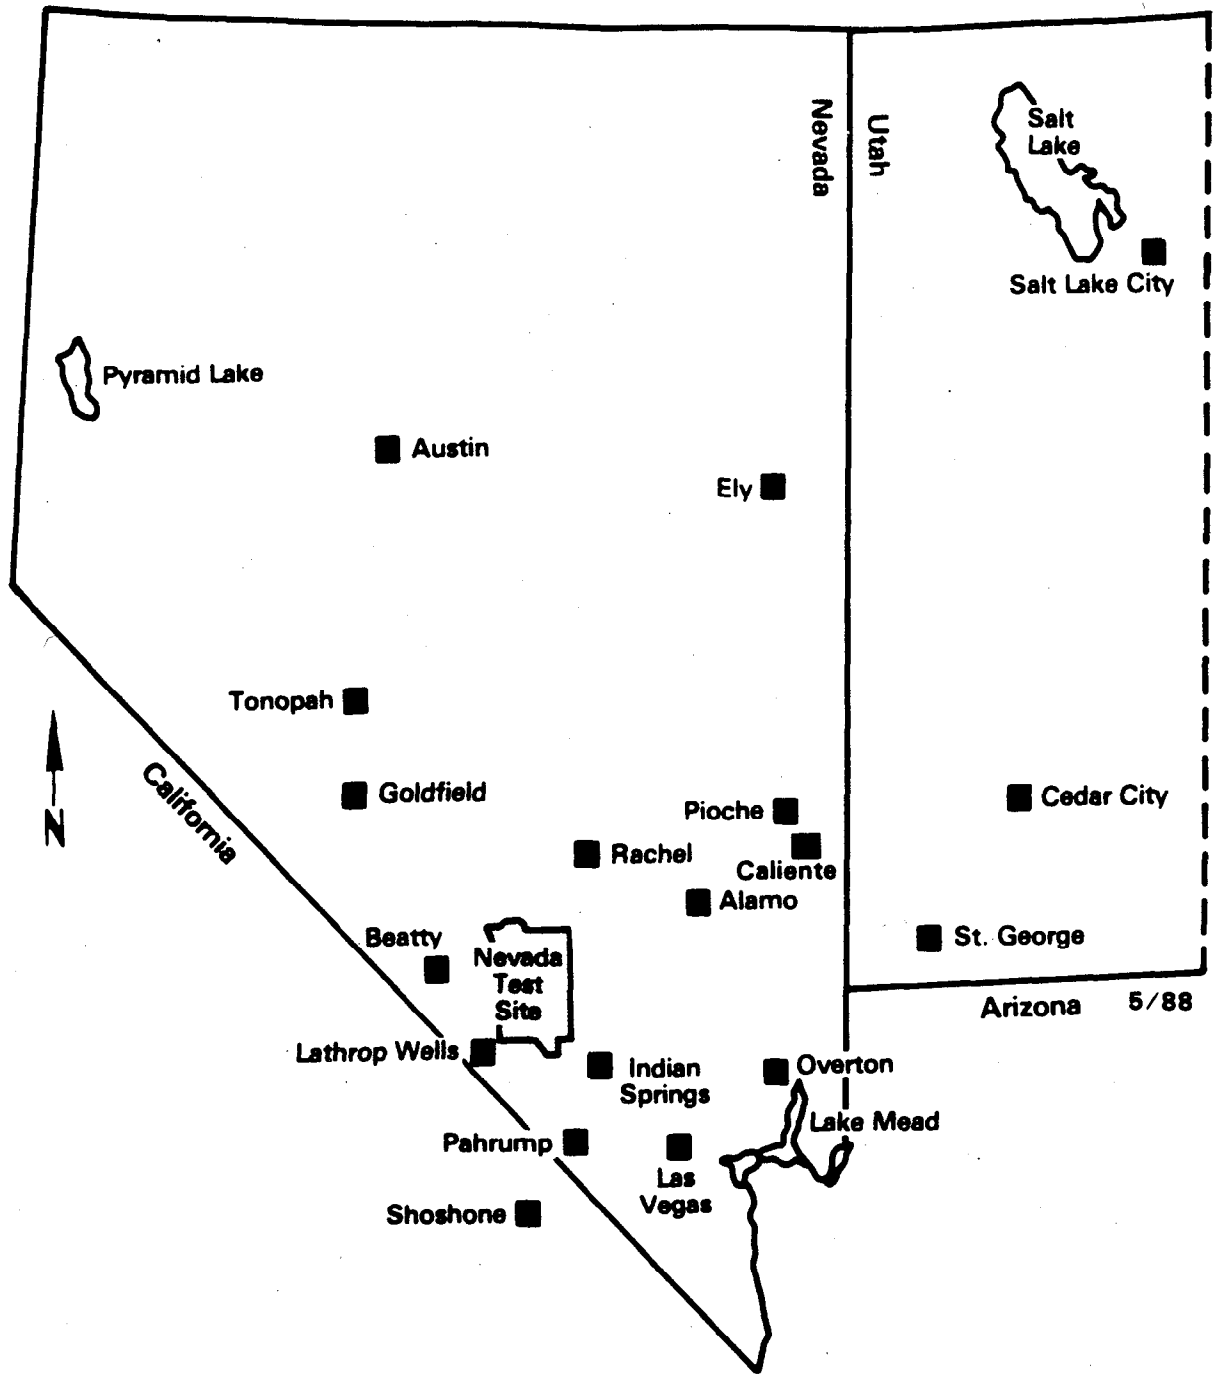 Nevada
Utah
Salt
Lake
Salt Lake City
Pyramid Lake
Austin
Ely
Tonopah
Goldfield
California
N
Pioche
Cedar City
Rachel
Caliente
Alamo
Beatty
Nevada
Test
Site
St. George
Arizona 5/88
Lathrop Wells
Indian
Springs
Overton
Lake Mead
Pahrump
Las
Vegas
Shoshone